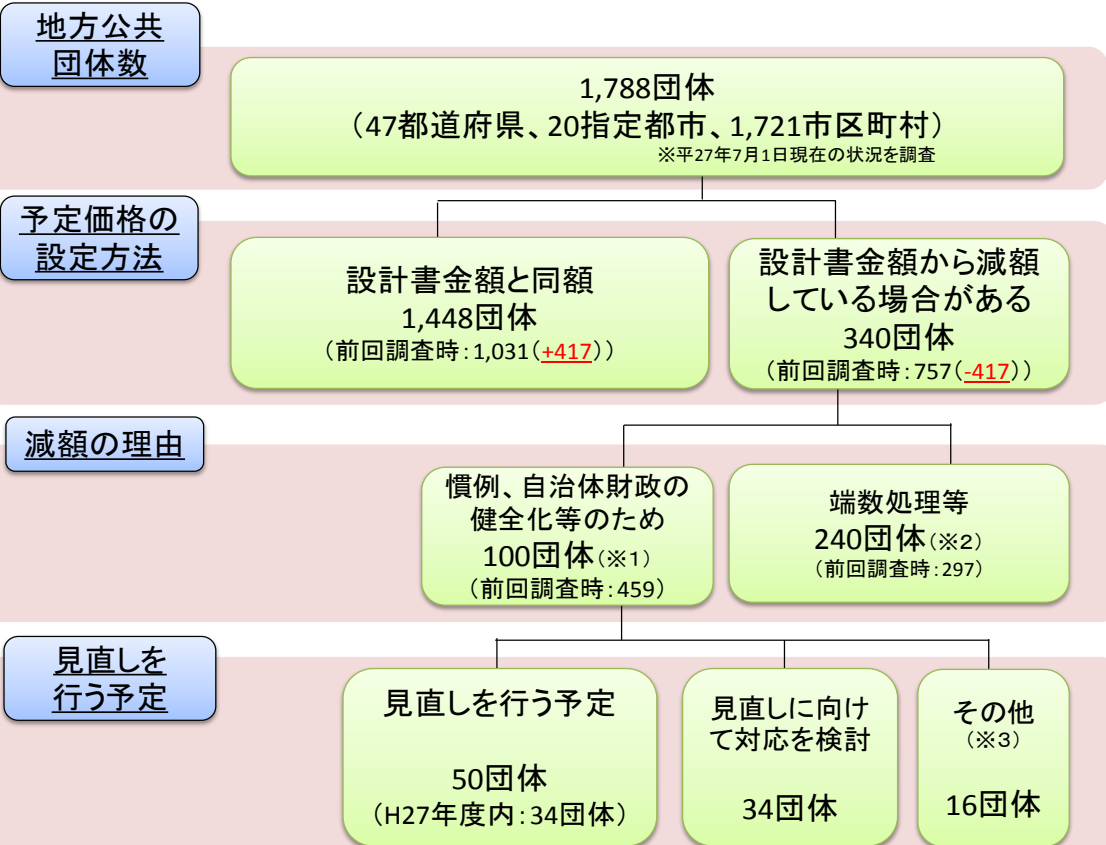 地方公共
団体数
1,788団体
（47都道府県、20指定都市、1,721市区町村）
※平27年7月1日現在の状況を調査
予定価格の
設定方法
設計書金額と同額
1,448団体
（前回調査時：1,031（+417））
設計書金額から減額
している場合がある
340団体
（前回調査時：757（-417））
減額の理由
慣例、自治体財政の
健全化等のため
100団体（※１）
（前回調査時：459）
端数処理等
240団体（※２）
（前回調査時：297）
見直しを
行う予定
見直しを行う予定
50団体
（H27年度内：34団体）
見直しに向け
て対応を検討
34団体
その他
（※３）
16団体